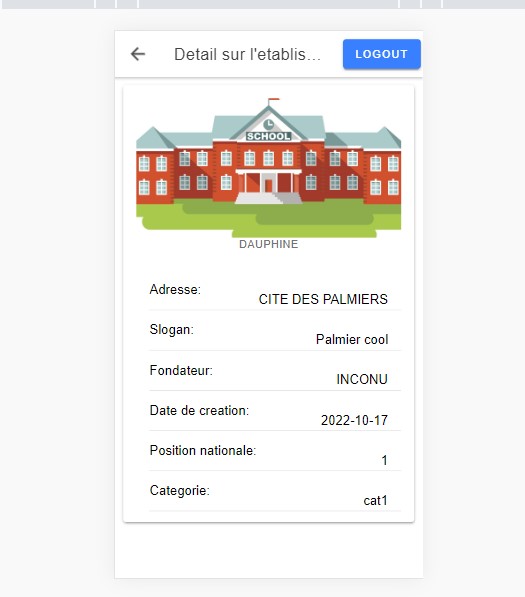 Detail sur l'etablis...
LOGOUT
SCHOOL
DAUPHINE
Adresse:
CITE DES PALMIERS
Slogan:
Palmier cool
Fondateur:
INCONU
Date de creation:
2022-10-17
Position nationale:
1
Categorie:
cat1